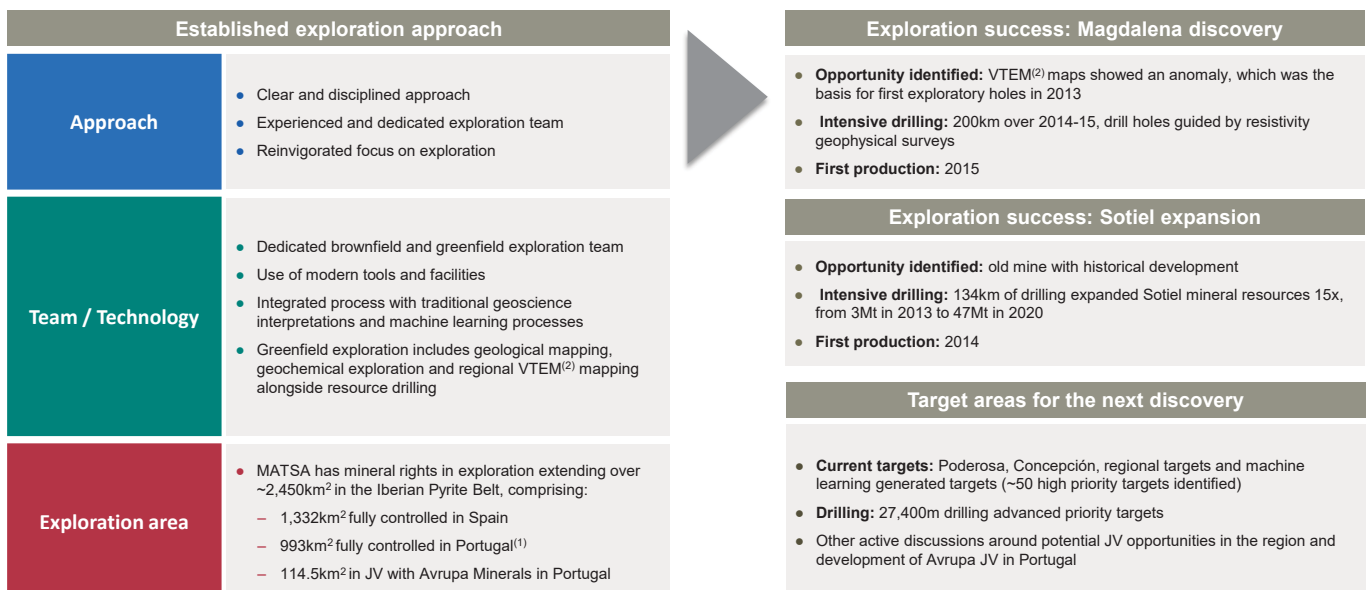 Established exploration approach
Approach
● Clear and disciplined approach
● Experienced and dedicated exploration team
● Reinvigorated focus on exploration
Team / Technology
● Dedicated brownfield and greenfield exploration team
● Use of modern tools and facilities
● Integrated process with traditional geoscience
interpretations and machine learning processes
● Greenfield exploration includes geological mapping,
geochemical exploration and regional VTEM(2) mapping
alongside resource drilling
Exploration area
● MATSA has mineral rights in exploration extending over
~2,450km2 in the Iberian Pyrite Belt, comprising:
– 1,332km2 fully controlled in Spain
– 993km2 fully controlled in Portugal(1)
– 114.5km2 in JV with Avrupa Minerals in Portugal
Exploration success: Magdalena discovery
● Opportunity identified: VTEM(2) maps showed an anomaly, which was the
basis for first exploratory holes in 2013
● Intensive drilling: 200km over 2014-15, drill holes guided by resistivity
geophysical surveys
● First production: 2015
Exploration success: Sotiel expansion
● Opportunity identified: old mine with historical development
● Intensive drilling: 134km of drilling expanded Sotiel mineral resources 15x,
from 3Mt in 2013 to 47Mt in 2020
● First production: 2014
Target areas for the next discovery
● Current targets: Poderosa, Concepción, regional targets and machine
learning generated targets (~50 high priority targets identified)
● Drilling: 27,400m drilling advanced priority targets
● Other active discussions around potential JV opportunities in the region and
development of Avrupa JV in Portugal